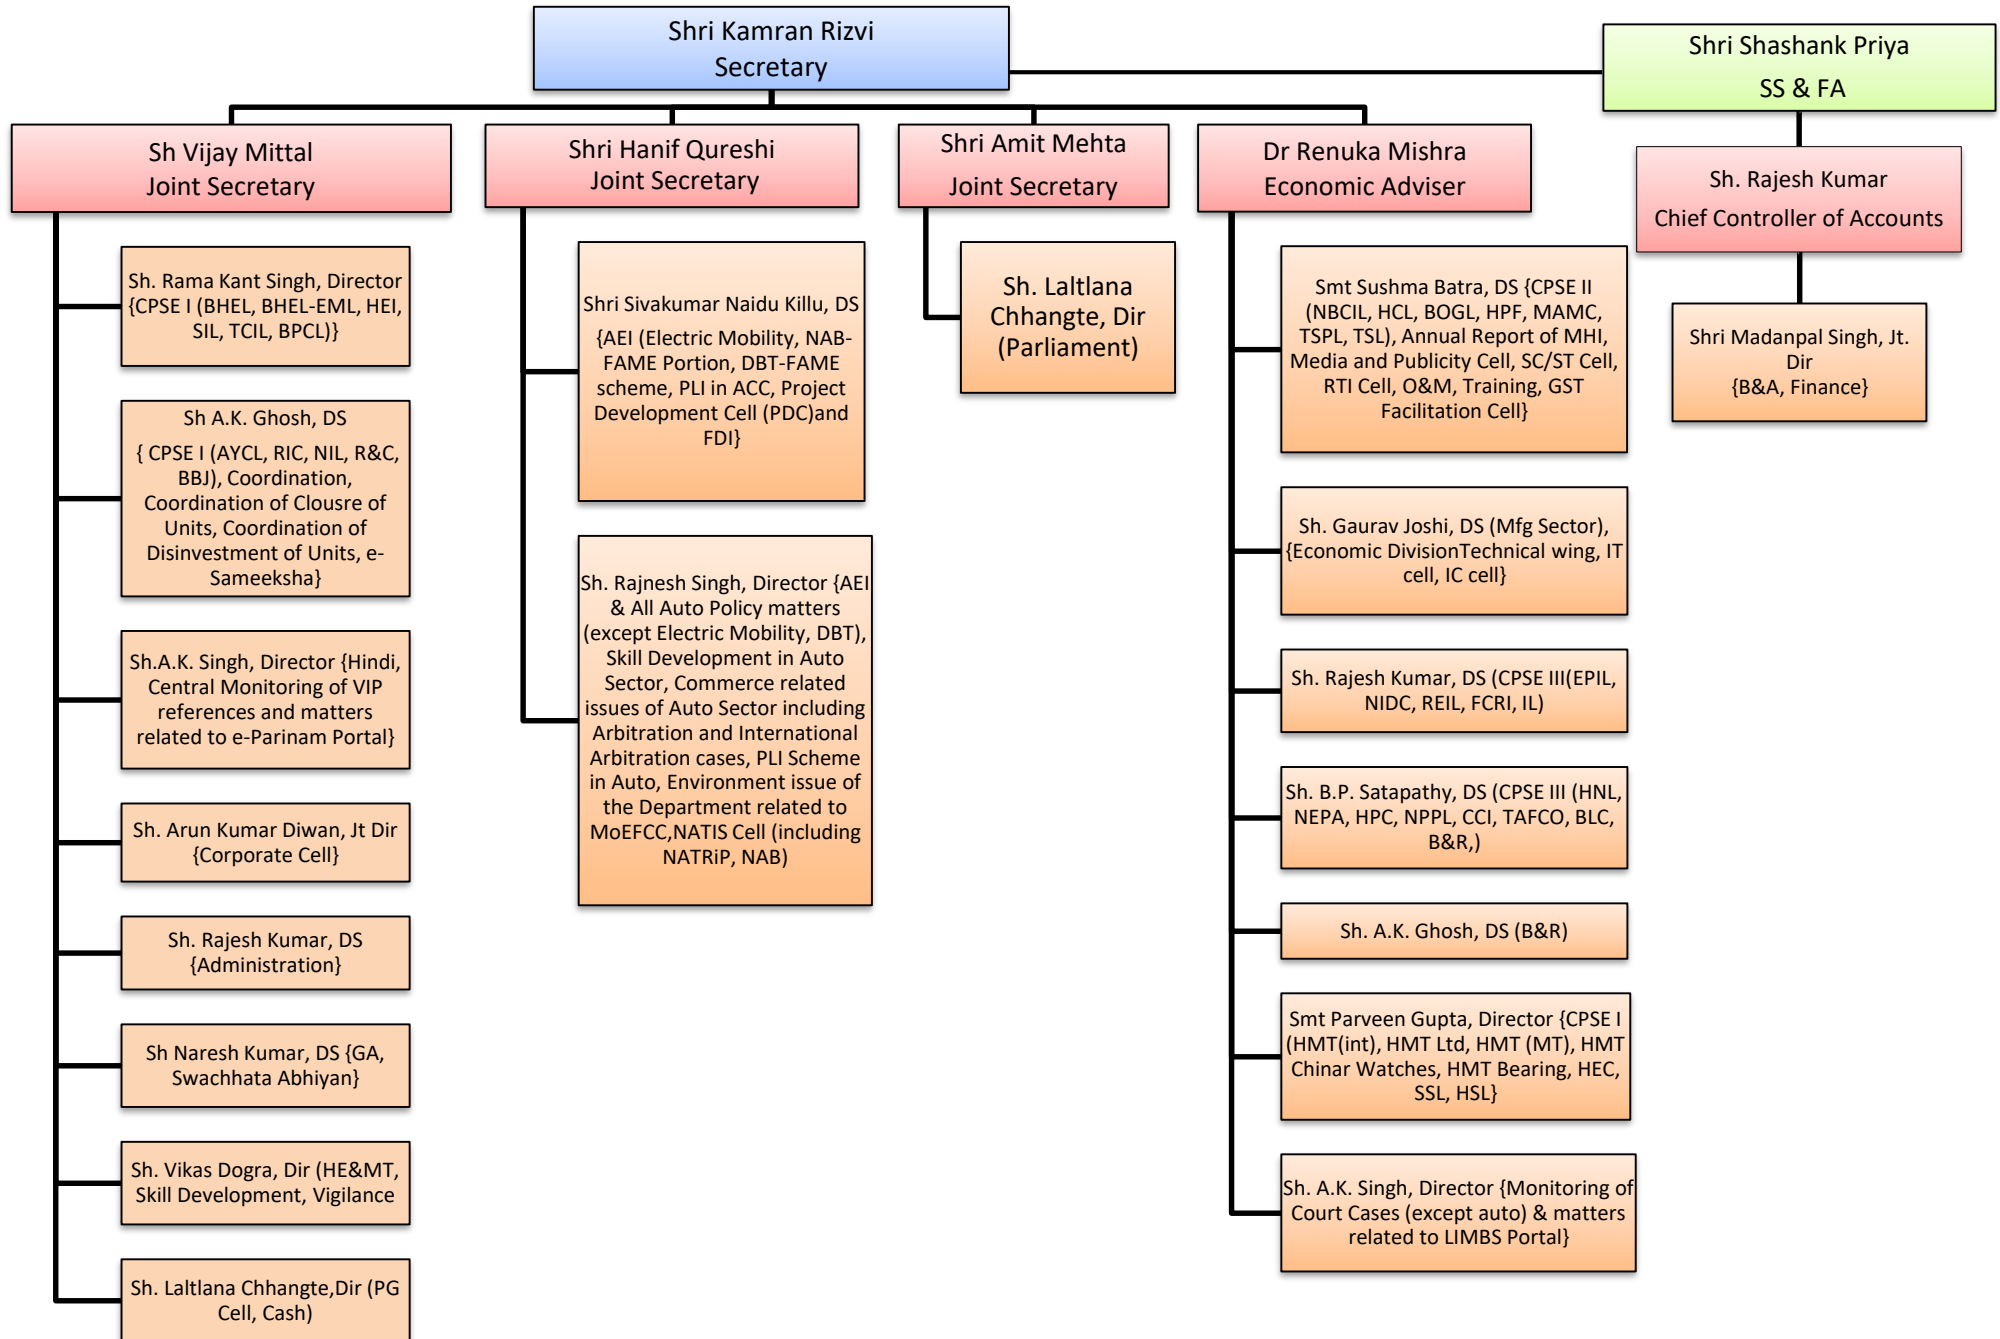 Shri Kamran Rizvi
Secretary
Shri Shashank Priya
SS & FA
Sh Vijay Mittal
Joint Secretary
Shri Hanif Qureshi
Joint Secretary
Shri Amit Mehta
Joint Secretary
Dr Renuka Mishra
Economic Adviser
Sh. Rajesh Kumar
Chief Controller of Accounts
Sh. Rama Kant Singh, Director
{CPSE I (BHEL, BHEL-EML, HEI,
SIL, TCIL, BPCL)}
Sh A.K. Ghosh, DS
{ CPSE I (AYCL, RIC, NIL, R&C,
BBJ), Coordination,
Coordination of Clousre of
Units, Coordination of
Disinvestment of Units, e-
Sameeksha}
Sh.A.K. Singh, Director {Hindi,
Central Monitoring of VIP
references and matters
related to e-Parinam Portal}
Sh. Arun Kumar Diwan, Jt Dir
{Corporate Cell}
Sh. Rajesh Kumar, DS
{Administration}
Sh Naresh Kumar, DS {GA,
Swachhata Abhiyan}
Sh. Vikas Dogra, Dir (HE&MT,
Skill Development, Vigilance
Sh. Laltlana Chhangte,Dir (PG
Cell, Cash)
Shri Sivakumar Naidu Killu, DS
{AEI (Electric Mobility, NAB-
FAME Portion, DBT-FAME
scheme, PLI in ACC, Project
Development Cell (PDC)and
FDI}
Sh. Rajnesh Singh, Director {AEI
& All Auto Policy matters
(except Electric Mobility, DBT),
Skill Development in Auto
Sector, Commerce related
issues of Auto Sector including
Arbitration and International
Arbitration cases, PLI Scheme
in Auto, Environment issue of
the Department related to
MoEFCC,NATIS Cell (including
NATRiP, NAB)
Sh. Laltlana
Chhangte, Dir
(Parliament)
Smt Sushma Batra, DS {CPSE II
(NBCIL, HCL, BOGL, HPF, MAMC,
TSPL, TSL), Annual Report of MHI,
Media and Publicity Cell, SC/ST Cell,
RTI Cell, O&M, Training, GST
Facilitation Cell}
Sh. Gaurav Joshi, DS (Mfg Sector),
{Economic DivisionTechnical wing, IT
cell, IC cell}
Sh. Rajesh Kumar, DS (CPSE III(EPIL,
NIDC, REIL, FCRI, IL)
Sh. B.P. Satapathy, DS (CPSE III (HNL,
NEPA, HPC, NPPL, CCI, TAFCO, BLC,
B&R,)
Sh. A.K. Ghosh, DS (B&R)
Smt Parveen Gupta, Director {CPSE I
(HMT(int), HMT Ltd, HMT (MT), HMT
Chinar Watches, HMT Bearing, HEC,
SSL, HSL}
Sh. A.K. Singh, Director {Monitoring of
Court Cases (except auto) & matters
related to LIMBS Portal}
Shri Madanpal Singh, Jt.
Dir
{B&A, Finance}